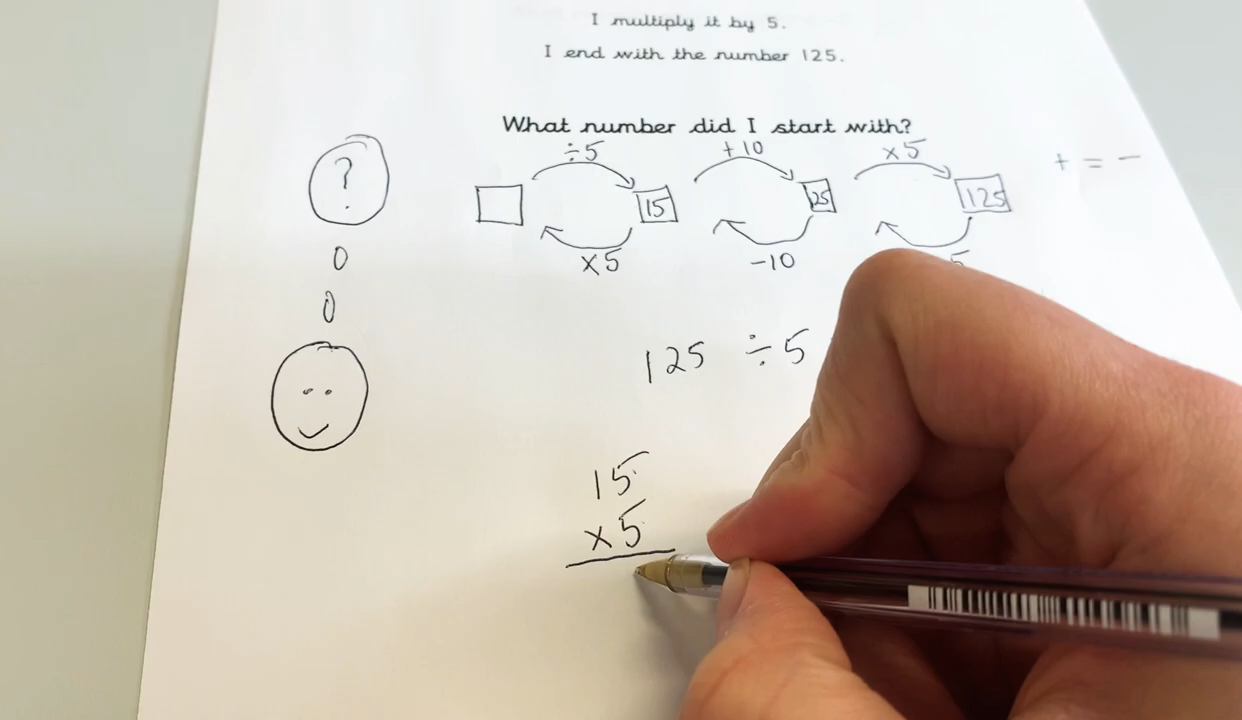 I multiply it by 5.
I end with the number 125.
What number did I start with?
÷5 +10 ×5 + = -
?
15 25 125
×5 -10 5
125 ÷5
15
×5